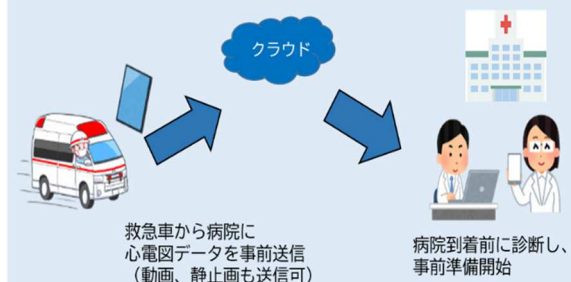 クラウド
救急車から病院に
心電図データを事前送信
（動画、静止画も送信可）
病院到着前に診断し、
事前準備開始